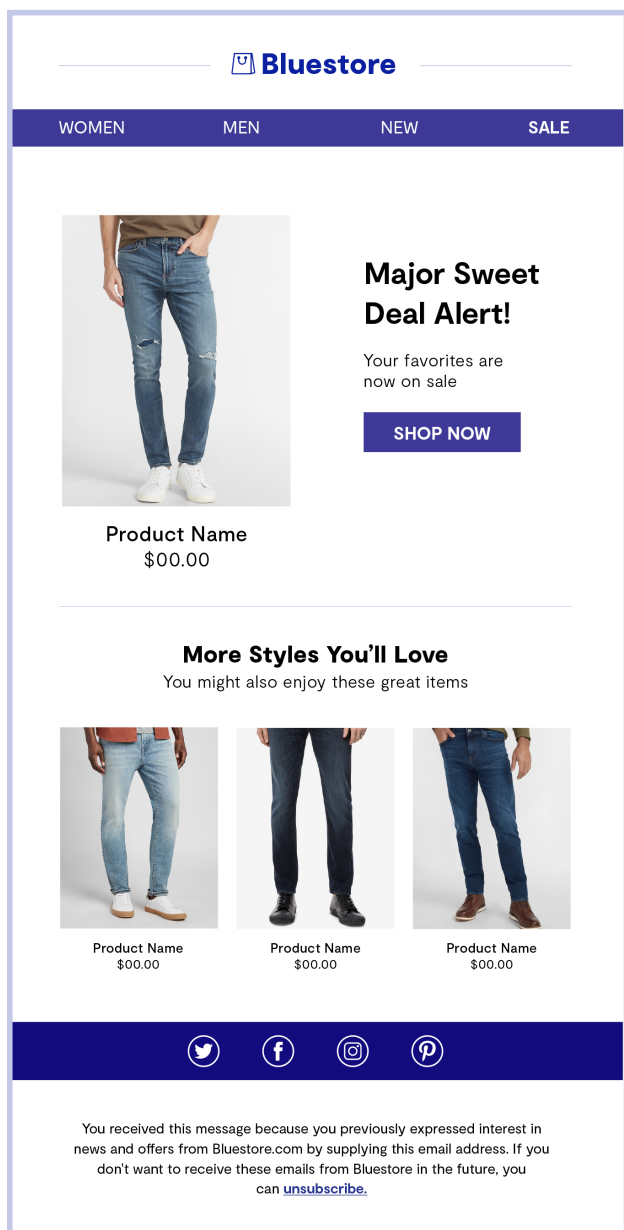 Bluestore
WOMEN MEN NEW SALE
Major Sweet
Deal Alert!
Your favorites are
now on sale
SHOP NOW
Product Name
$00.00
More Styles You’ll Love
You might also enjoy these great items
Product Name Product Name Product Name
$00.00 $00.00 $00.00
You received this message because you previously expressed interest in
news and offers from Bluestore.com by supplying this email address. If you
don't want to receive these emails from Bluestore in the future, you
can unsubscribe.